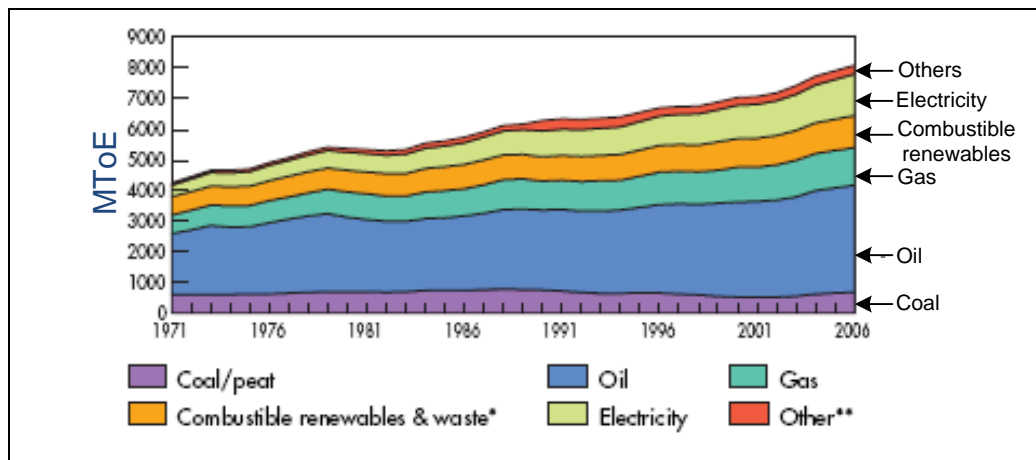 9000
8000
7000
6000
5000
4000
3000
2000
1000
0
MToE
1971 1976 1981 1986 1991 1996 2001 2006
Others
Electricity
Combustible
renewables
Gas
Oil
Coal
Coal/peat Oil Gas
Combustible renewables & waste* Electricity Other**